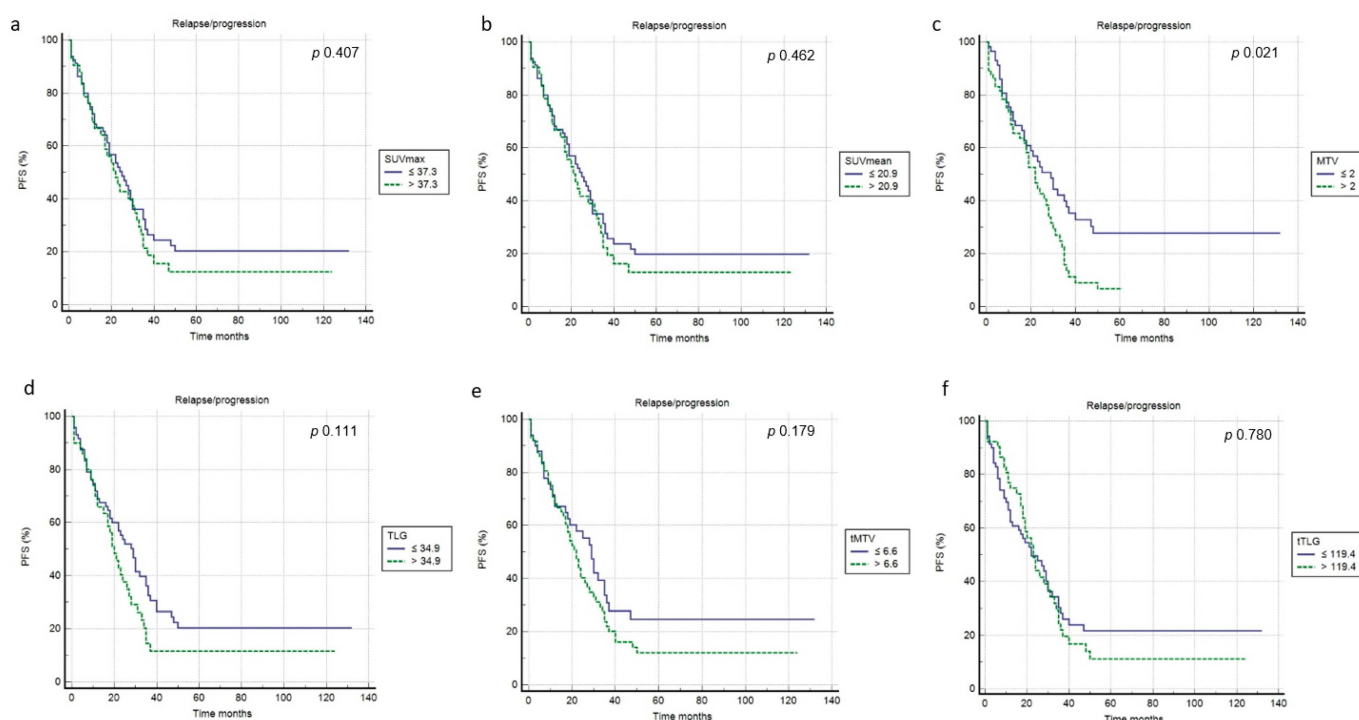 a
Relapse/progression
p 0.407
100
80
60
40
20
0
PFS (%)
0 20 40 60 80 100 120 140
Time months
SUVmax
≤ 37.3
> 37.3
b
Relapse/progression
p 0.462
100
80
60
40
20
0
PFS (%)
0 20 40 60 80 100 120 140
Time months
SUVmean
≤ 20.9
> 20.9
c
Relaspe/progression
p 0.021
100
80
60
40
20
0
PFS (%)
0 20 40 60 80 100 120 140
Time months
MTV
≤ 2
> 2
d
Relapse/progression
p 0.111
100
80
60
40
20
0
PFS (%)
0 20 40 60 80 100 120 140
Time months
TLG
≤ 34.9
> 34.9
e
Relapse/progression
p 0.179
100
80
60
40
20
0
PFS (%)
0 20 40 60 80 100 120 140
Time months
tMTV
≤ 6.6
> 6.6
f
Relapse/progression
p 0.780
100
80
60
40
20
0
PFS (%)
0 20 40 60 80 100 120 140
Time months
tTLG
≤ 119.4
> 119.4